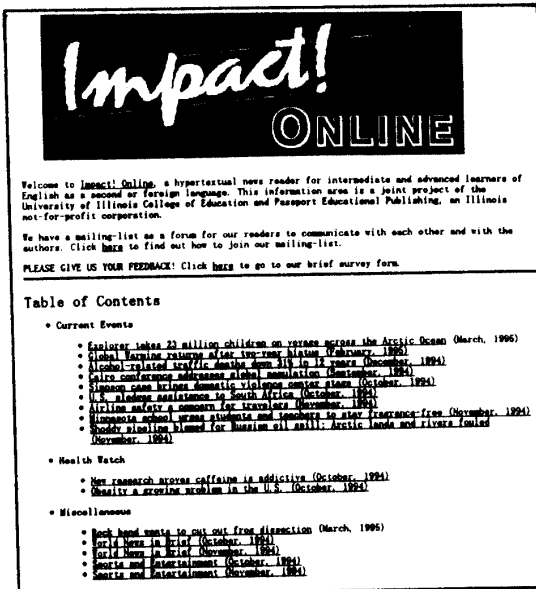 Impact!
ONLINE
Welcome to Impact! Online, a hypertextual news reader for intermediate and advanced learners of
English as a second or foreign language. This information area is a joint project of the
University of Illinois College of Education and Passport Educational Publishing, an Illinois
not-for-profit corporation.
We have a mailing-list as a forum for our readers to communicate with each other and with the
authors. Click here to find out how to join our mailing-list.
PLEASE GIVE US YOUR FEEDBACK! Click here to go to our brief survey form.
Table of Contents
• Current Events
• Explorer takes 23 million children on voyage across the Arctic Ocean (March, 1995)
• Global Warming returns after two-year hiatus (February, 1995)
• Alcohol-related traffic deaths down 31% in 12 years (December, 1994)
• Cairo conference addresses global population (September, 1994)
• Simpson case brings domestic violence center stage (October, 1994)
• U.S. pledges assistance to South Africa (October, 1994)
• Airline safety a concern for travelers (November, 1994)
• Minnesota school urges students and teachers to stay fragrance-free (November, 1994)
• Shoddy pipeline blamed for Russian oil spill; Arctic lands and rivers fouled
(November, 1994)
• Health Watch
• New research proves caffeine is addictive (October, 1994)
• Obesity a growing problem in the U.S. (October, 1994)
• Miscellaneous
• Rock band wants to cut out frog dissection (March, 1995)
• World News in Brief (October, 1994)
• World News in Brief (November, 1994)
• Sports and Entertainment (October, 1994)
• Sports and Entertainment (November, 1994)